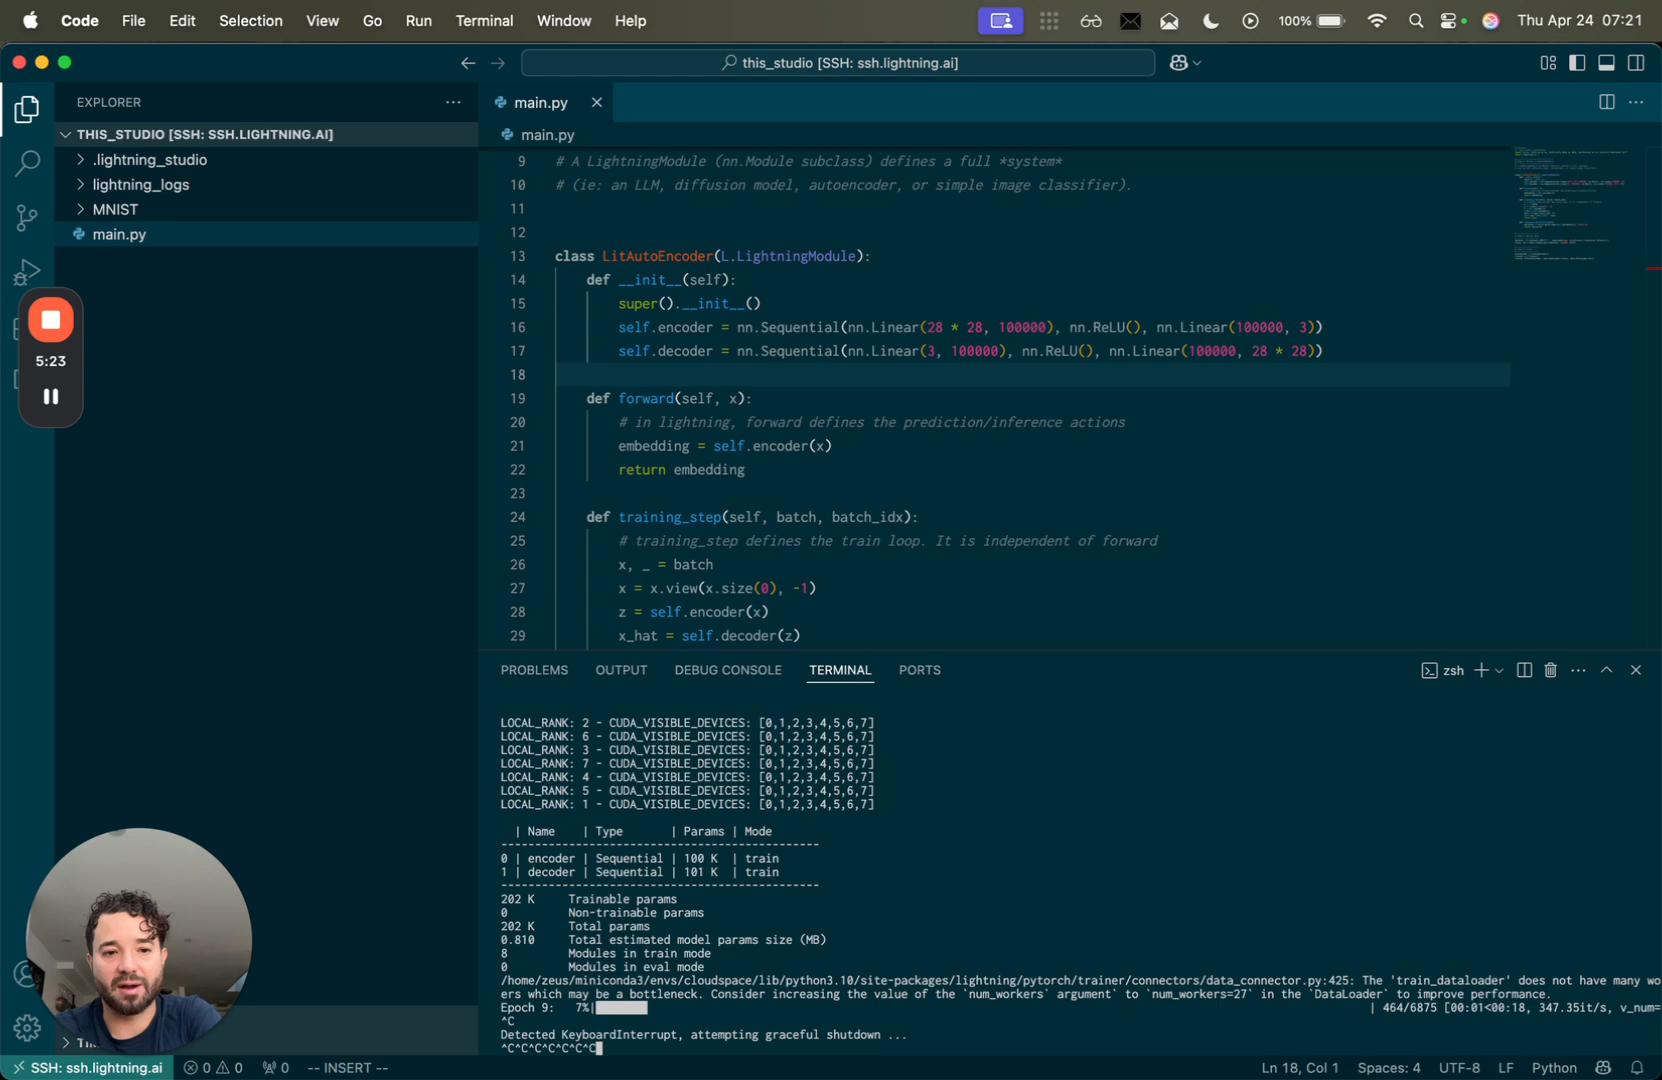 Code File Edit Selection View Go Run Terminal Window Help 100% Thu Apr 24 07:21
this_studio [SSH: ssh.lightning.ai]
EXPLORER
THIS_STUDIO [SSH: SSH.LIGHTNING.AI]
.lightning_studio
lightning_logs
MNIST
main.py
5:23
main.py
main.py
9 # A LightningModule (nn.Module subclass) defines a full *system*
10 # (ie: an LLM, diffusion model, autoencoder, or simple image classifier).
11
12
13 class LitAutoEncoder(L.LightningModule):
14 def __init__(self):
15 super().__init__()
16 self.encoder = nn.Sequential(nn.Linear(28 * 28, 100000), nn.ReLU(), nn.Linear(100000, 3))
17 self.decoder = nn.Sequential(nn.Linear(3, 100000), nn.ReLU(), nn.Linear(100000, 28 * 28))
18
19 def forward(self, x):
20 # in lightning, forward defines the prediction/inference actions
21 embedding = self.encoder(x)
22 return embedding
23
24 def training_step(self, batch, batch_idx):
25 # training_step defines the train loop. It is independent of forward
26 x, _ = batch
27 x = x.view(x.size(0), -1)
28 z = self.encoder(x)
29 x_hat = self.decoder(z)
PROBLEMS OUTPUT DEBUG CONSOLE TERMINAL PORTS zsh
LOCAL_RANK: 2 - CUDA_VISIBLE_DEVICES: [0,1,2,3,4,5,6,7]
LOCAL_RANK: 6 - CUDA_VISIBLE_DEVICES: [0,1,2,3,4,5,6,7]
LOCAL_RANK: 3 - CUDA_VISIBLE_DEVICES: [0,1,2,3,4,5,6,7]
LOCAL_RANK: 7 - CUDA_VISIBLE_DEVICES: [0,1,2,3,4,5,6,7]
LOCAL_RANK: 4 - CUDA_VISIBLE_DEVICES: [0,1,2,3,4,5,6,7]
LOCAL_RANK: 5 - CUDA_VISIBLE_DEVICES: [0,1,2,3,4,5,6,7]
LOCAL_RANK: 1 - CUDA_VISIBLE_DEVICES: [0,1,2,3,4,5,6,7]
| Name | Type | Params | Mode
-----------------------------------------------
0 | encoder | Sequential | 100 K | train
1 | decoder | Sequential | 101 K | train
-----------------------------------------------
202 K Trainable params
0 Non-trainable params
202 K Total params
0.810 Total estimated model params size (MB)
8 Modules in train mode
0 Modules in eval mode
/home/zeus/miniconda3/envs/cloudspace/lib/python3.10/site-packages/lightning/pytorch/trainer/connectors/data_connector.py:425: The 'train_dataloader' does not have many wo
ers which may be a bottleneck. Consider increasing the value of the `num_workers` argument` to `num_workers=27` in the `DataLoader` to improve performance.
Epoch 9: 7%| | 464/6875 [00:01<00:18, 347.35it/s, v_num=
^C
Detected KeyboardInterrupt, attempting graceful shutdown ...
^C^C^C^C^C^C^C
SSH: ssh.lightning.ai 0 0 0 -- INSERT -- Ln 18, Col 1 Spaces: 4 UTF-8 LF Python